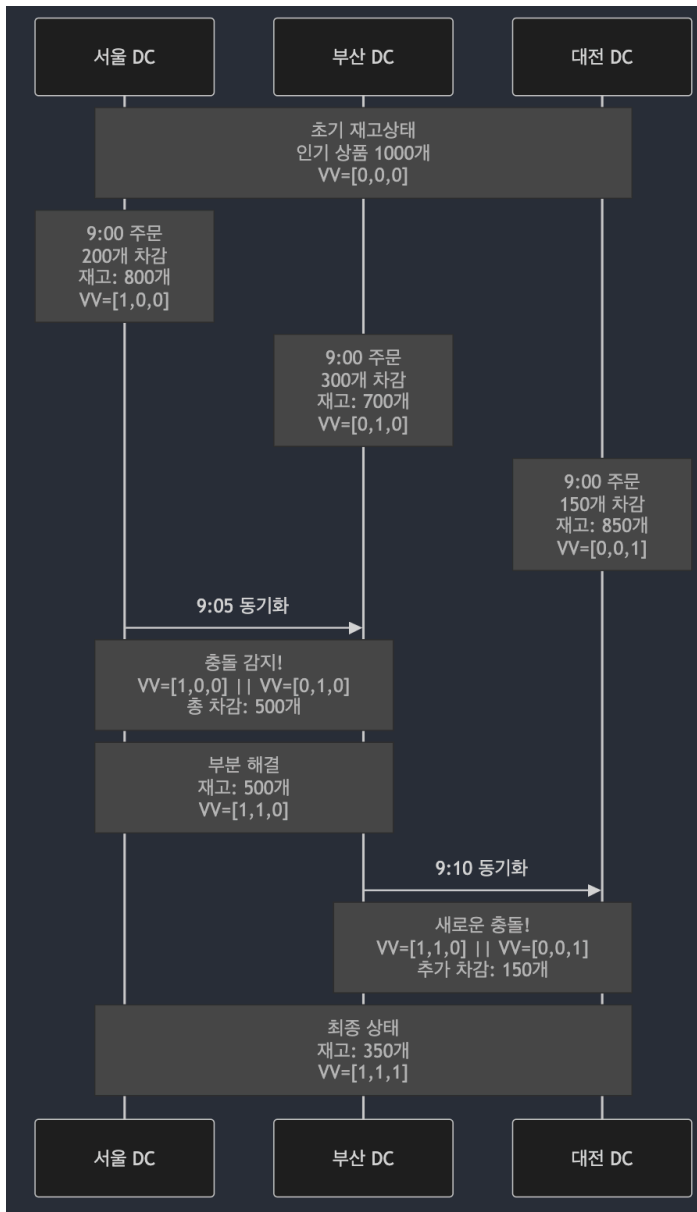 서울 DC
부산 DC
대전 DC
초기 재고상태
인기 상품 1000개
VV=[0,0,0]
9:00 주문
200개 차감
재고: 800개
VV=[1,0,0]
9:00 주문
300개 차감
재고: 700개
VV=[0,1,0]
9:00 주문
150개 차감
재고: 850개
VV=[0,0,1]
9:05 동기화
충돌 감지!
VV=[1,0,0] || VV=[0,1,0]
총 차감: 500개
부분 해결
재고: 500개
VV=[1,1,0]
9:10 동기화
새로운 충돌!
VV=[1,1,0] || VV=[0,0,1]
추가 차감: 150개
최종 상태
재고: 350개
VV=[1,1,1]
서울 DC
부산 DC
대전 DC